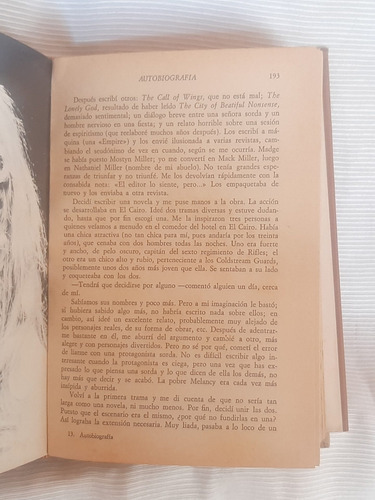 AUTOBIOGRAFIA 193
Después escribí otros: The Call of Wings, que no está mal; The
Lonely God, resultado de haber leído The City of Beatiful Nonsense,
demasiado sentimental; un diálogo breve entre una señora sorda y un
hombre nervioso en una fiesta; y un relato horrible sobre una sesión
de espiritismo (que reelaboré muchos años después). Los escribí a má-
quina (una «Empire») y los envié ilusionada a varias revistas, cam-
biando el seudónimo de vez en cuando, según se me ocurría. Madge
se había puesto Mostyn Miller; yo me convertí en Mack Miller, luego
en Nathaniel Miller (nombre de mi abuelo). No tenía grandes espe-
ranzas de triunfar y no triunfé. Me los devolvían rápidamente con la
consabida nota: «El editor lo siente, pero...» Los empaquetaba de
nuevo y los enviaba a otra revista.
Decidí escribir una novela y me puse manos a la obra. La acción
se desarrollaba en El Cairo. Ideé dos tramas diversas y estuve dudan-
do, hasta que por fin escogí una. Me la inspiraron tres personas a
quienes veíamos a menudo en el comedor del hotel en El Cairo. Había
una chica atractiva (no tan chica para mí, pues andaría por los treinta
años), que cenaba con dos hombres todas las noches. Uno era fuerte
y ancho, de pelo oscuro, capitán del sexto regimiento de Rifles; el
otro era un chico alto y rubio, perteneciente a los Coldstream Guards,
posiblemente unos dos años más joven que ella. Se sentaban a su lado
y coqueteaba con los dos.
—Tendrá que decidirse por alguno —comentó alguien un día, cerca
de mí.
Sabíamos sus nombres y poco más. Pero a mi imaginación le bastó;
si hubiera sabido algo más, no habría escrito nada sobre ellos; en
cambio, así ideé un excelente relato, probablemente muy alejado de
los personajes reales, de su forma de obrar, etc. Después de adentrar-
me bastante en él, me aburrí del argumento y cambié a otro, más
alegre y con personajes divertidos. Pero no sé por qué, cometí el error
de llamar con una protagonista sorda. No es difícil escribir algo in-
teresante cuando la protagonista es ciega, pero una vez que has ex-
presado lo que piensa una sorda y lo que dicen de ella los demás, no
hay más que decir y se acabó. La pobre Melancy era cada vez más
insípida y aburrida.
Volví a la primera trama y me di cuenta de que no sería tan
larga como una novela, ni mucho menos. Por fin, decidí unir las dos.
Puesto que el escenario era el mismo, ¿por qué no fundirlas en una?
Así lograba la extensión necesaria. Muy liada, pasaba a lo loco de un
13. Autobiografía